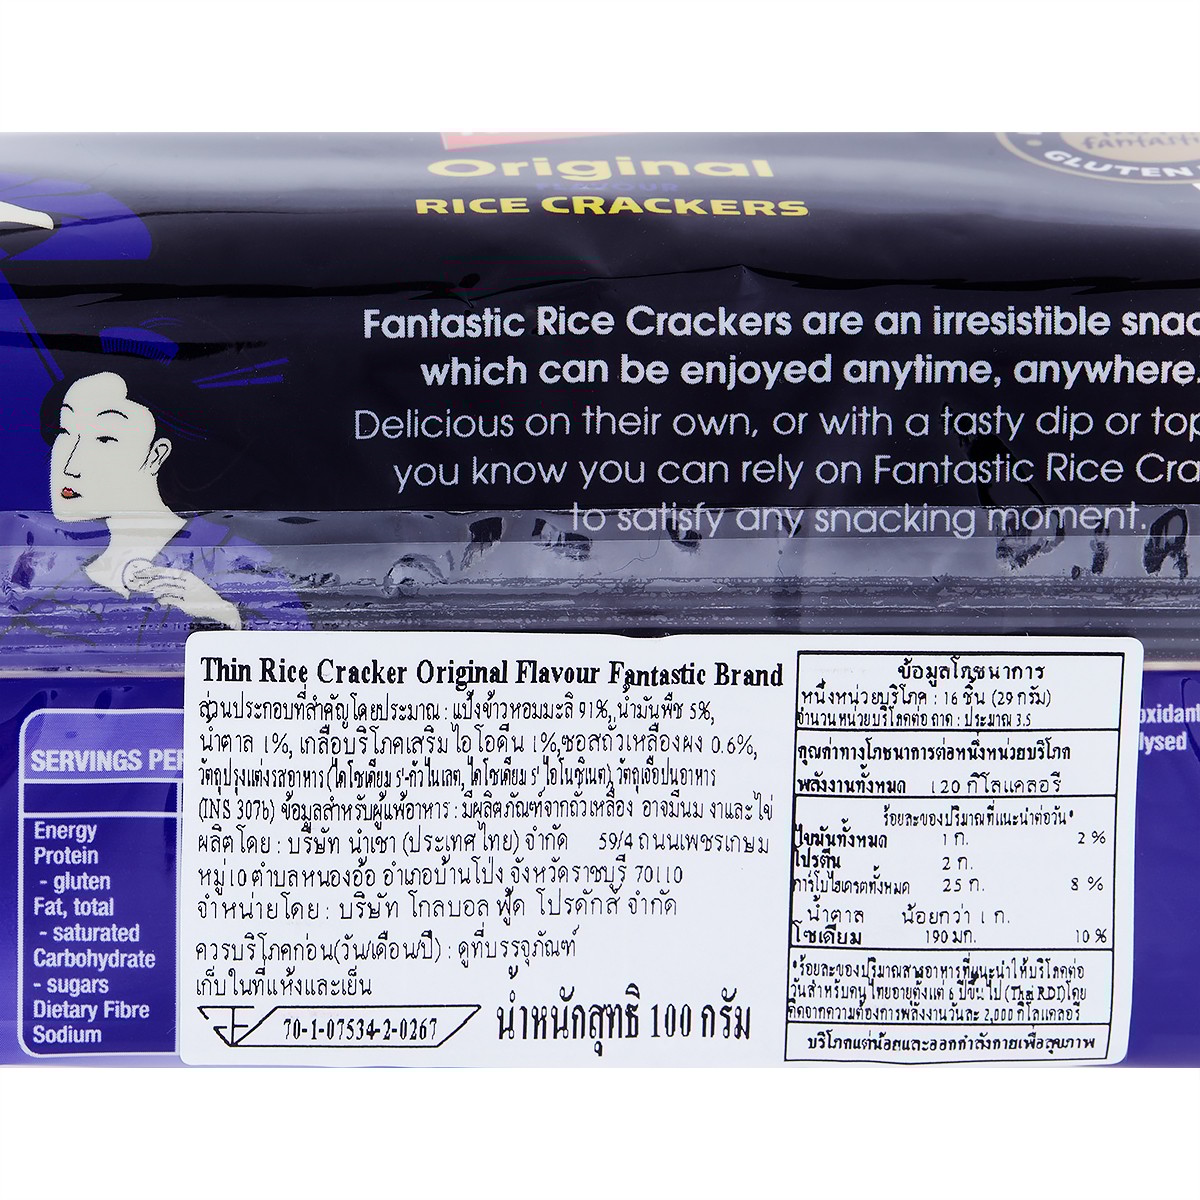 Original
FLAVOUR
RICE CRACKERS
GLUTEN
Fantastic Rice Crackers are an irresistible
which can be enjoyed anytime, anywhere.
Delicious on their own, or with a tasty dip or
you know you can rely on Fantastic Rice
to satisfy any snacking moment.
SERVINGS
Energy
Protein
- gluten
Fat, total
- saturated
Carbohydrate
- sugars
Dietary Fibre
Sodium
Thin Rice Cracker Original Flavour Fantastic Brand
ส่วนประกอบที่สำคัญโดยประมาณ : แป้งข้าวหอมมะลิ 91%, น้ำมันพืช 5%,
น้ำตาล 1%, เกลือบริโภคเสริมไอโอดีน 1%,ซอสถั่วเหลืองผง 0.6%,
วัตถุปรุงแต่งรสอาหาร (ไดโซเดียม 5'-กัวไนเลต, ไดโซเดียม 5' ไอโนซิเนต) วัตถุเจือปนอาหาร
(INS 307b) ข้อมูลสำหรับผู้แพ้อาหาร : มีผลิตภัณฑ์จากถั่วเหลือง อาจมีนม งาและไข่
ผลิตโดย : บริษัท นำเชา (ประเทศไทย) จำกัด 59/4 ถนนเพชรเกษม
หมู่ 10 ตำบลหนองอ้อ อำเภอบ้านโป่ง จังหวัดราชบุรี 70110
จำหน่ายโดย : บริษัท โกลบอล ฟู้ด โปรดักส์ จำกัด
ควรบริโภคก่อน(วัน/เดือน/ปี) : ดูที่บรรจุภัณฑ์
เก็บในที่แห้งและเย็น
70-1-07534-2-0267
น้ำหนักสุทธิ 100 กรัม
ข้อมูลโภชนาการ
หนึ่งหน่วยบริโภค : 16 ชิ้น (29 กรัม)
จำนวนหน่วยบริโภคต่อ ถาด : ประมาณ 3.5
คุณค่าทางโภชนาการต่อหนึ่งหน่วยบริโภค
พลังงานทั้งหมด 120 กิโลแคลอรี
ร้อยละของปริมาณที่แนะนำต่อวัน*
ไขมันทั้งหมด 1 ก. 2 %
โปรตีน 2 ก.
คาร์โบไฮเดรตทั้งหมด 25 ก. 8 %
น้ำตาล น้อยกว่า 1 ก.
โซเดียม 190 มก. 10 %
*ร้อยละของปริมาณสารอาหารที่แนะนำให้บริโภคต่อ
วันสำหรับคนไทยอายุตั้งแต่ 6 ปีขึ้นไป (Thai RDI) โดย
คิดจากความต้องการพลังงานวันละ 2,000 กิโลแคลอรี
บริโภคแต่น้อยและออกกำลังกายเพื่อสุขภาพ